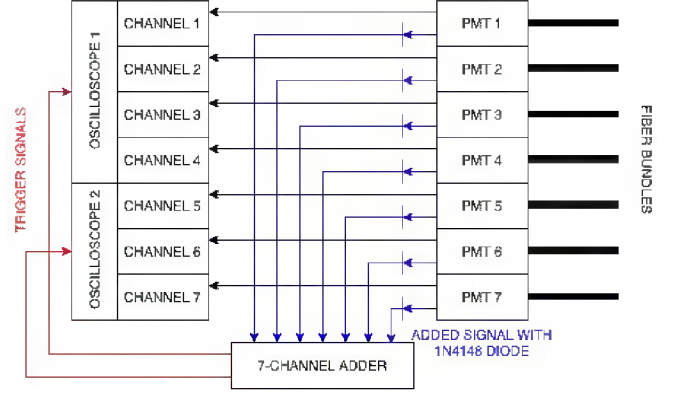 TRIGGER SIGNALS
OSCILLOSCOPE 1
CHANNEL 1
CHANNEL 2
CHANNEL 3
CHANNEL 4
OSCILLOSCOPE 2
CHANNEL 5
CHANNEL 6
CHANNEL 7
PMT 1
PMT 2
PMT 3
PMT 4
PMT 5
PMT 6
PMT 7
FIBER BUNDLES
ADDED SIGNAL WITH
1N4148 DIODE
7-CHANNEL ADDER